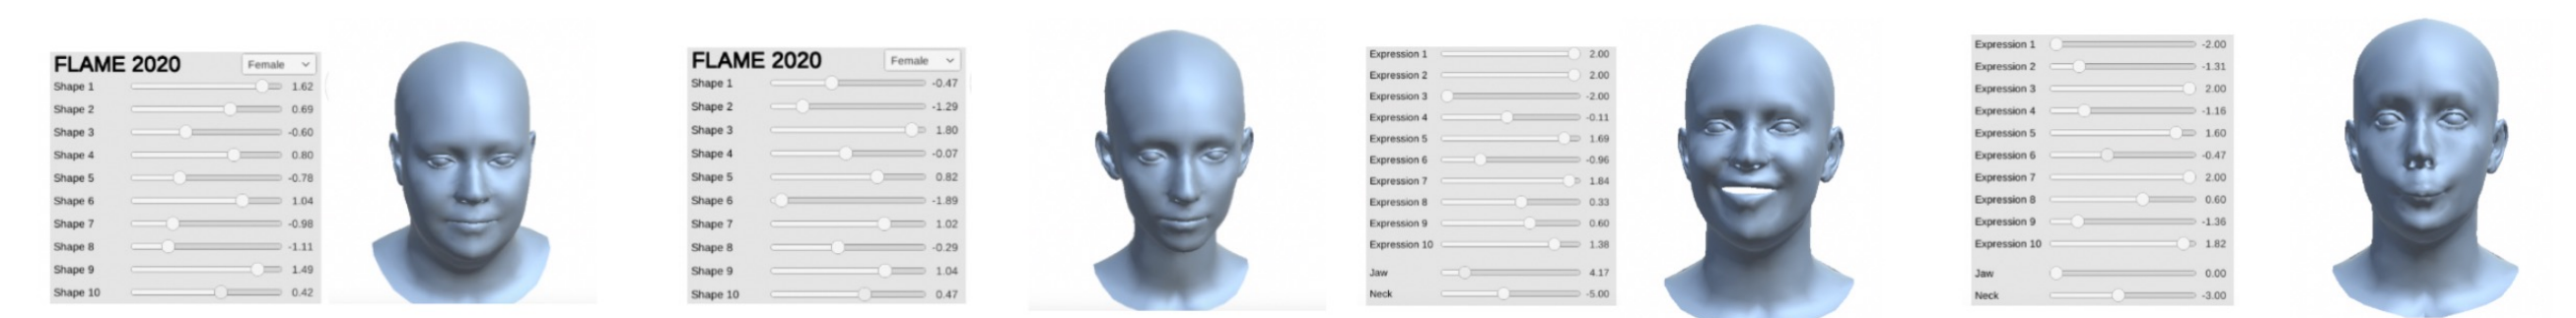 FLAME 2020 Female
Shape 1 1.62
Shape 2 0.69
Shape 3 -0.60
Shape 4 0.80
Shape 5 -0.78
Shape 6 1.04
Shape 7 -0.98
Shape 8 -1.11
Shape 9 1.49
Shape 10 0.42
FLAME 2020 Female
Shape 1 -0.47
Shape 2 -1.29
Shape 3 1.80
Shape 4 -0.07
Shape 5 0.82
Shape 6 -1.89
Shape 7 1.02
Shape 8 -0.29
Shape 9 1.04
Shape 10 0.47
Expression 1 2.00
Expression 2 2.00
Expression 3 -2.00
Expression 4 -0.11
Expression 5 1.69
Expression 6 -0.96
Expression 7 1.84
Expression 8 0.33
Expression 9 0.60
Expression 10 1.38
Jaw 4.17
Neck -5.00
Expression 1 -2.00
Expression 2 -1.31
Expression 3 2.00
Expression 4 -1.16
Expression 5 1.60
Expression 6 -0.47
Expression 7 2.00
Expression 8 0.60
Expression 9 -1.36
Expression 10 1.82
Jaw 0.00
Neck -3.00